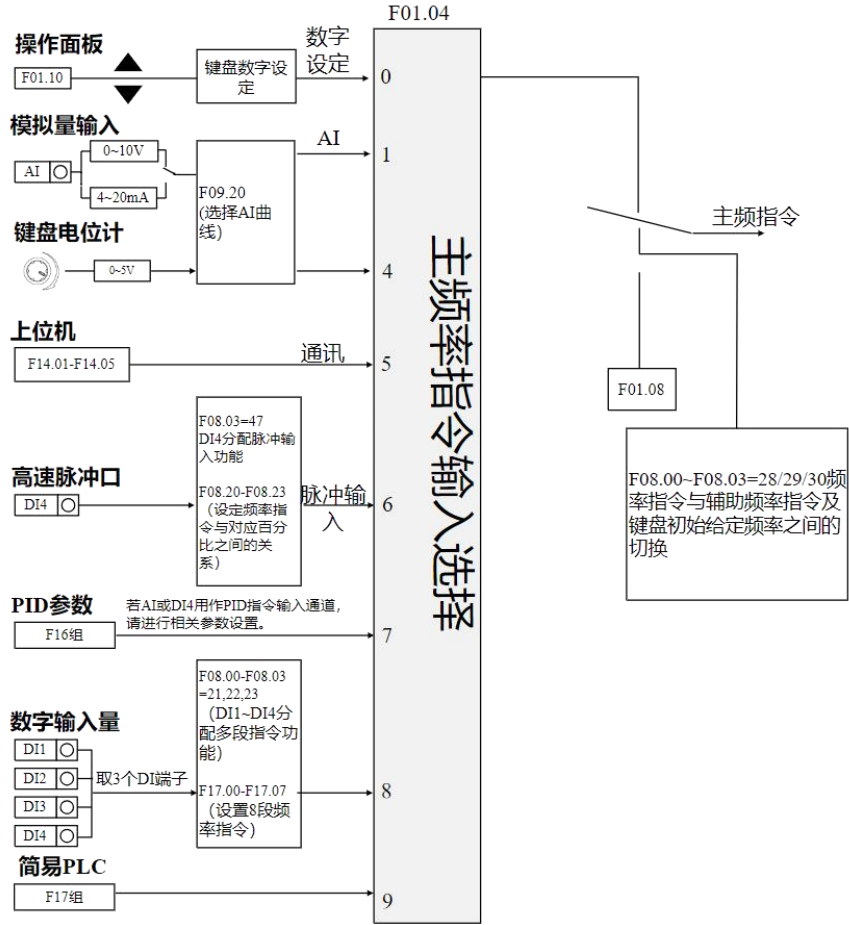 F01.04
操作面板
F01.10
键盘数字设
定
数字
设定
0
模拟量输入
AI
0~10V
4~20mA
F09.20
(选择AI曲
线）
AI
1
键盘电位计
0~5V
4
上位机
F14.01-F14.05
通讯
5
高速脉冲口
DI4
F08.03=47
DI4分配脉冲输
入功能
F08.20-F08.23
（设定频率指
令与对应百分
比之间的关
系）
脉冲输
入
6
PID参数
F16组
若AI或DI4用作PID指令输入通道，
请进行相关参数设置。
7
数字输入量
DI1
DI2
DI3
DI4
取3个DI端子
F08.00-F08.03
=21,22,23
（DI1~DI4分
配多段指令功
能）
F17.00-F17.07
（设置8段频
率指令）
8
简易PLC
F17组
9
主频率指令输入选择
主频指令
F01.08
F08.00~F08.03=28/29/30频
率指令与辅助频率指令及
键盘初始给定频率之间的
切换